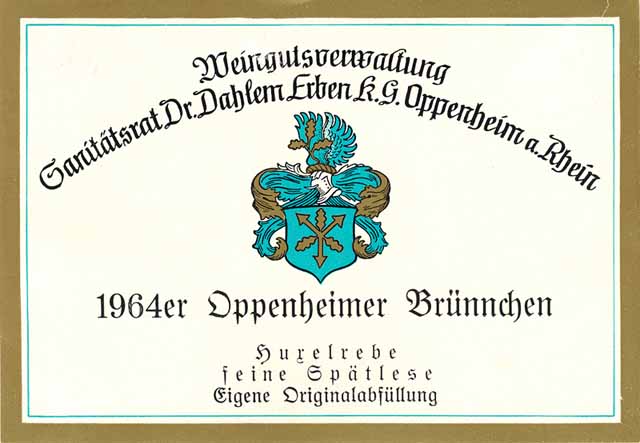 Weingutsverwaltung
Sanitätsrat Dr. Dahlem Erben K.G. Oppenheim a. Rhein
1964er Oppenheimer Brünnchen
Huxelrebe
feine Spätlese
Eigene Originalabfüllung